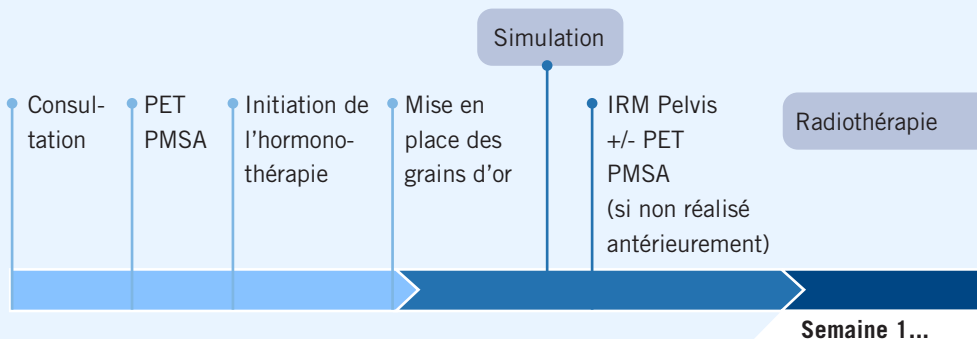 Simulation
Consul-
tation
PET
PMSA
Initiation de
l'hormono-
thérapie
Mise en
place des
grains d'or
IRM Pelvis
+/- PET
PMSA
(si non réalisé
antérieurement)
Radiothérapie
Semaine 1...